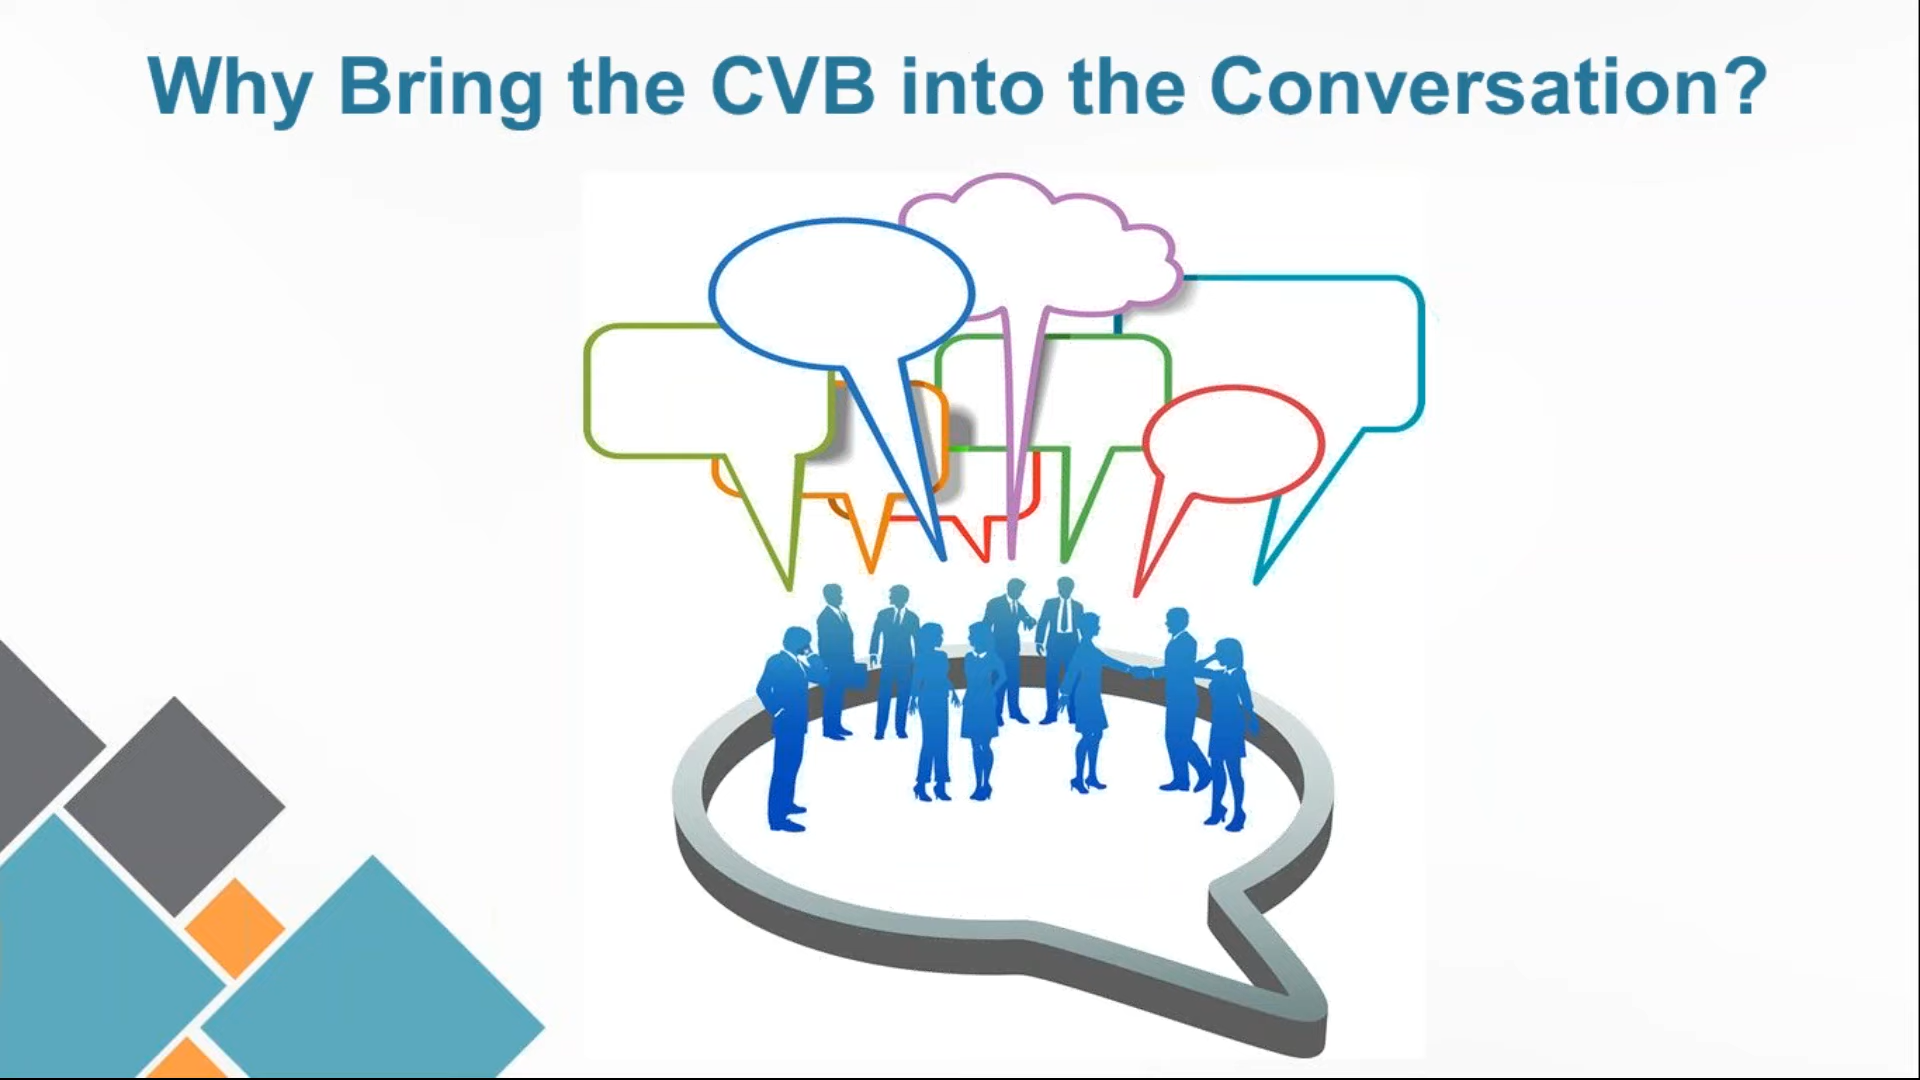 Why Bring the CVB into the Conversation?